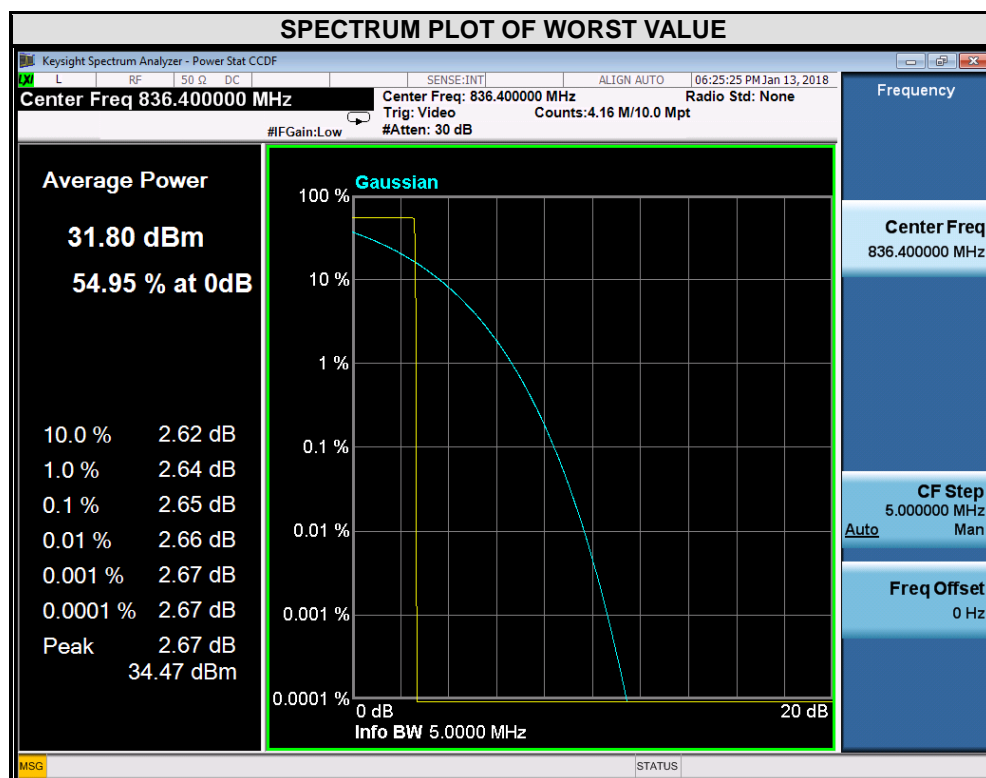 SPECTRUM PLOT OF WORST VALUE
Keysight Spectrum Analyzer - Power Stat CCDF
LXI L RF 50 Ω DC SENSE:INT ALIGN AUTO 06:25:25 PM Jan 13, 2018
Center Freq 836.400000 MHz
Center Freq: 836.400000 MHz Radio Std: None
Trig: Video Counts:4.16 M/10.0 Mpt
#IFGain:Low #Atten: 30 dB
Frequency
Average Power
31.80 dBm
54.95 % at 0dB
10.0 % 2.62 dB
1.0 % 2.64 dB
0.1 % 2.65 dB
0.01 % 2.66 dB
0.001 % 2.67 dB
0.0001 % 2.67 dB
Peak 2.67 dB
34.47 dBm
Gaussian
100 %
10 %
1 %
0.1 %
0.01 %
0.001 %
0.0001 %
0 dB 20 dB
Info BW 5.0000 MHz
Center Freq
836.400000 MHz
CF Step
5.000000 MHz
Auto Man
Freq Offset
0 Hz
MSG STATUS